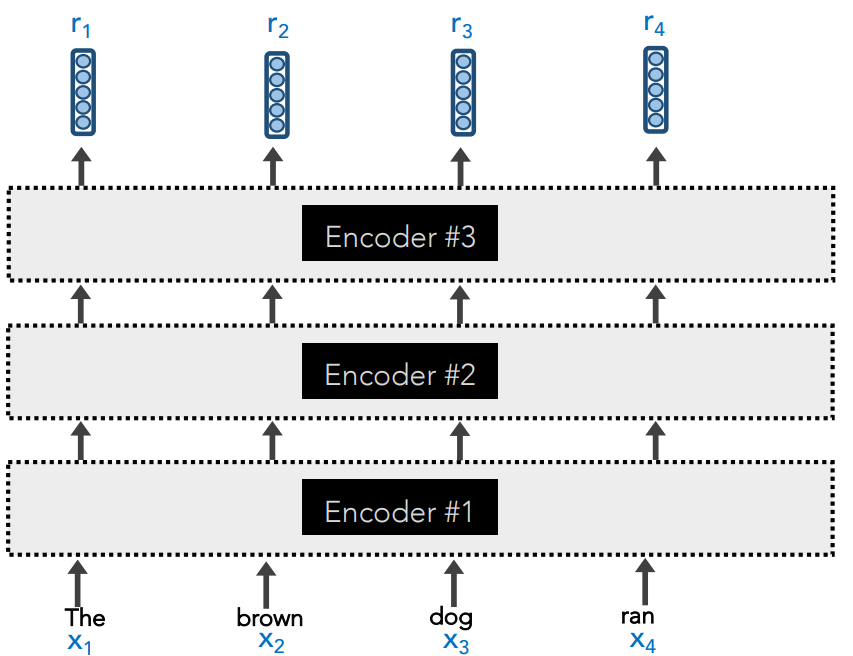 r1 r2 r3 r4
Encoder #3
Encoder #2
Encoder #1
The brown dog ran
x1 x2 x3 x4